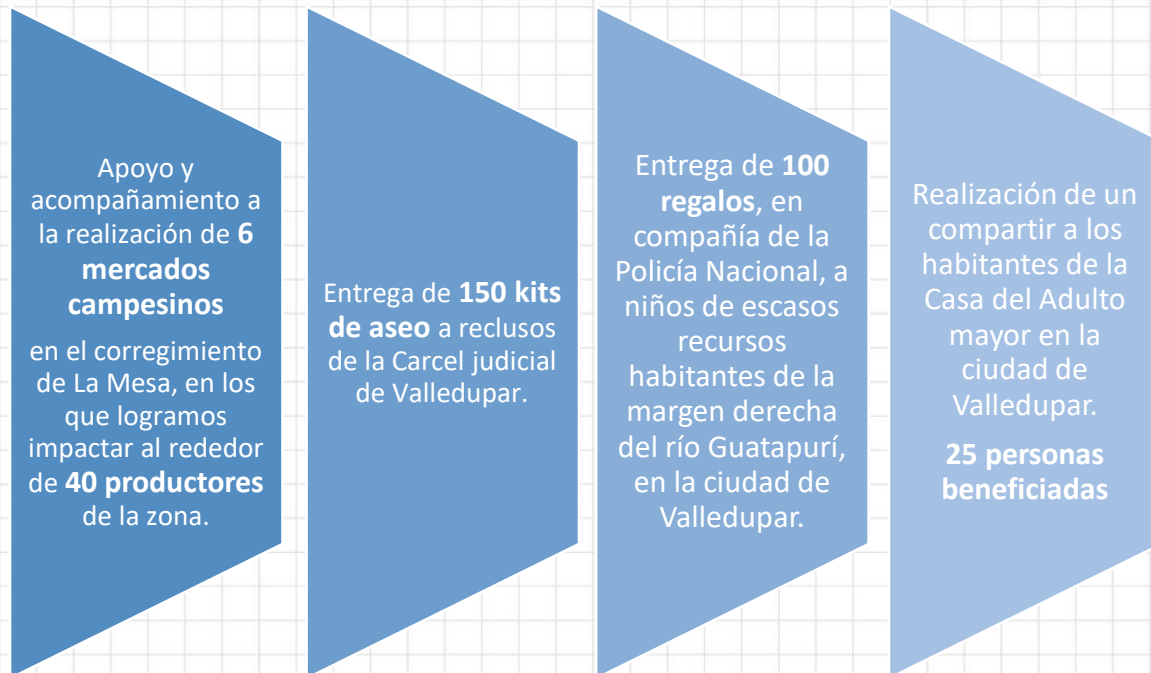 Apoyo y
acompañamiento a
la realización de 6
mercados
campesinos
en el corregimiento
de La Mesa, en los
que logramos
impactar al rededor
de 40 productores
de la zona.
Entrega de 150 kits
de aseo a reclusos
de la Carcel judicial
de Valledupar.
Entrega de 100
regalos, en
compañía de la
Policía Nacional, a
niños de escasos
recursos
habitantes de la
margen derecha
del río Guatapurí,
en la ciudad de
Valledupar.
Realización de un
compartir a los
habitantes de la
Casa del Adulto
mayor en la
ciudad de
Valledupar.
25 personas
beneficiadas